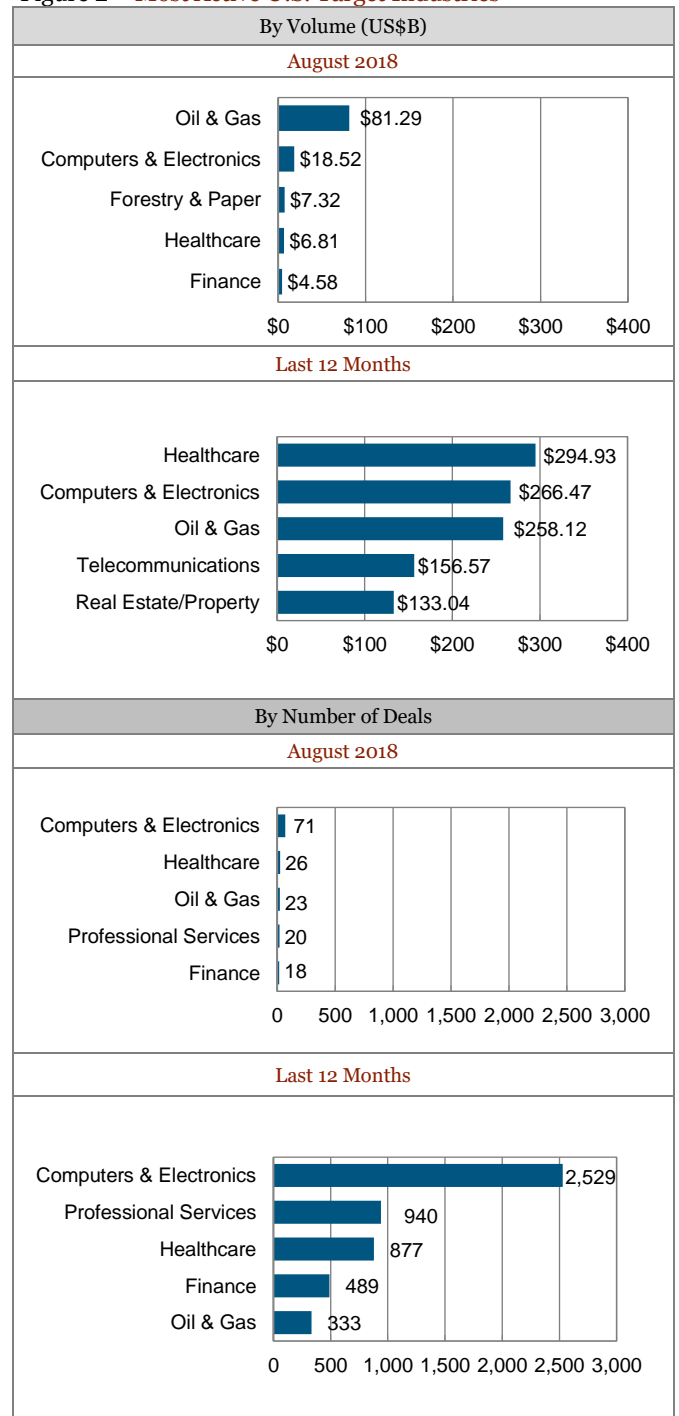 Figure 2 – Most Active U.S. Target Industries
By Volume (US$B)
August 2018
Oil & Gas $81.29
Computers & Electronics $18.52
Forestry & Paper $7.32
Healthcare $6.81
Finance $4.58
$0 $100 $200 $300 $400
Last 12 Months
Healthcare $294.93
Computers & Electronics $266.47
Oil & Gas $258.12
Telecommunications $156.57
Real Estate/Property $133.04
$0 $100 $200 $300 $400
By Number of Deals
August 2018
Computers & Electronics 71
Healthcare 26
Oil & Gas 23
Professional Services 20
Finance 18
0 500 1,000 1,500 2,000 2,500 3,000
Last 12 Months
Computers & Electronics 2,529
Professional Services 940
Healthcare 877
Finance 489
Oil & Gas 333
0 500 1,000 1,500 2,000 2,500 3,000